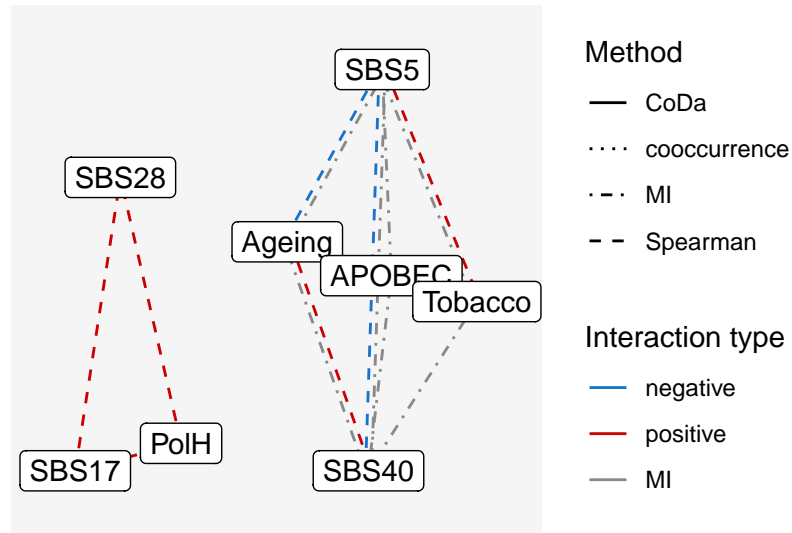 SBS5
SBS28
Ageing
APOBEC
Tobacco
PolH
SBS17
SBS40
Method
CoDa
cooccurrence
MI
Spearman
Interaction type
negative
positive
MI